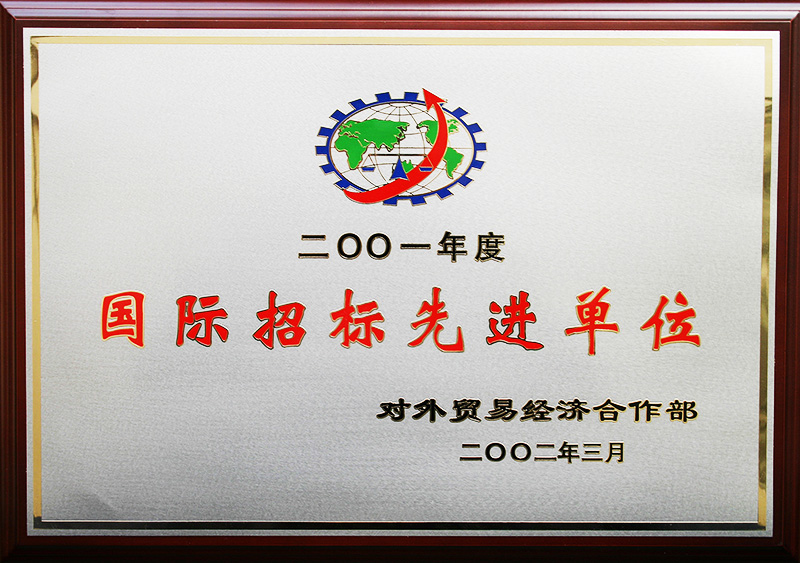 二〇〇一年度
国际招标先进单位
对外贸易经济合作部
二〇〇二年三月